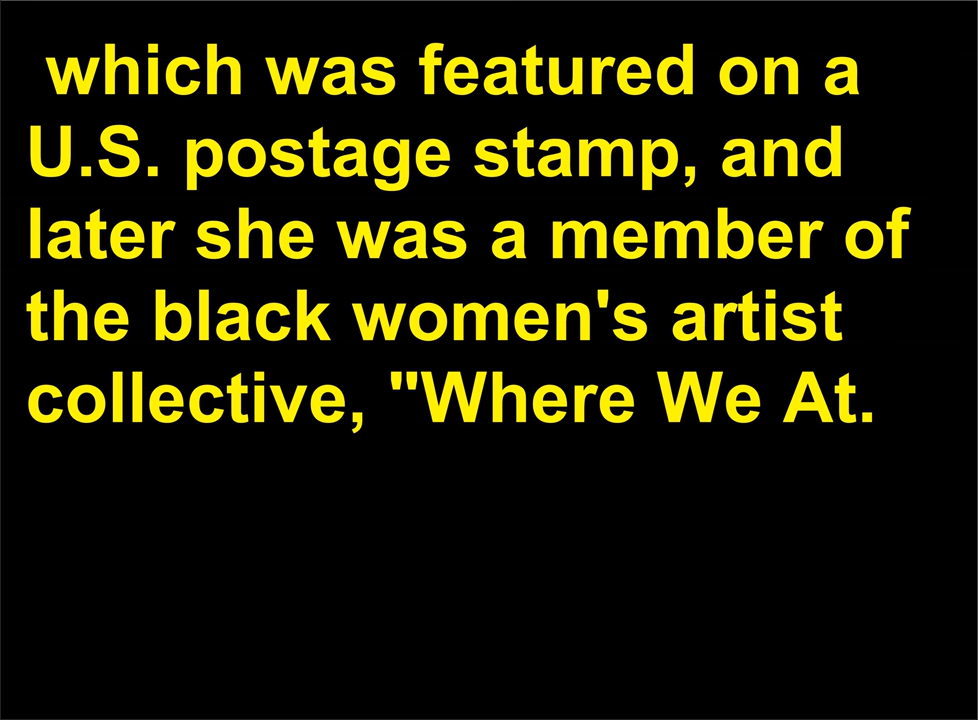 which was featured on a
U.S. postage stamp, and
later she was a member of
the black women's artist
collective, "Where We At.